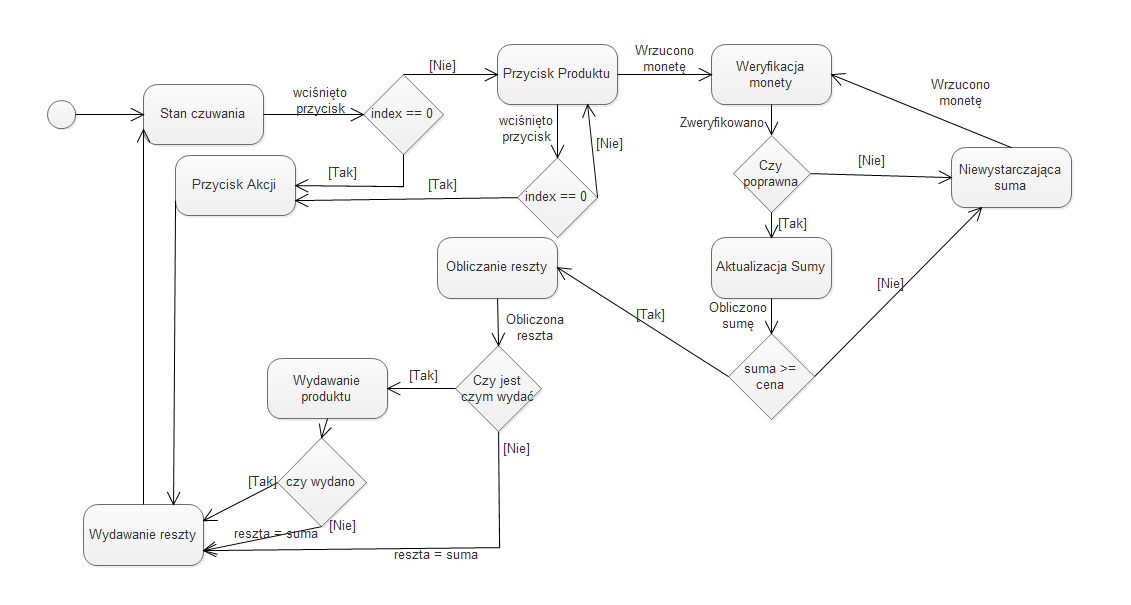 Stan czuwania
wciśnięto
przycisk
index == 0
[Nie]
[Tak]
Przycisk Akcji
Przycisk Produktu
wciśnięto
przycisk
[Nie]
index == 0
[Tak]
Wrzucono
monetę
Weryfikacja
monety
Zweryfikowano
Czy
poprawna
[Nie]
Wrzucono
monetę
Niewystarczająca
suma
[Tak]
Aktualizacja Sumy
Obliczono
sumę
suma >=
cena
[Nie]
[Tak]
Obliczanie reszty
Obliczona
reszta
Czy jest
czym wydać
[Tak]
[Nie]
Wydawanie
produktu
czy wydano
[Tak]
[Nie]
reszta = suma
reszta = suma
Wydawanie reszty